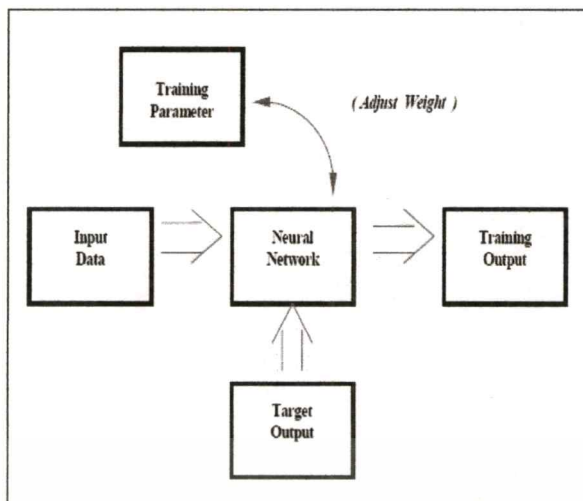 Training
Parameter
( Adjust Weight )
Input
Data
Neural
Network
Training
Output
Target
Output